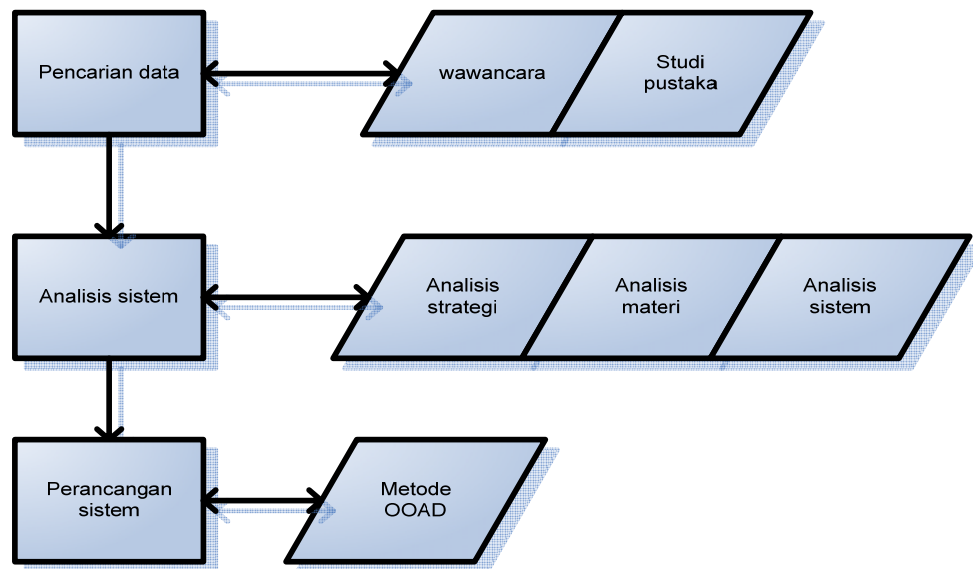 Pencarian data
wawancara
Studi
pustaka
Analisis sistem
Analisis
strategi
Analisis
materi
Analisis
sistem
Perancangan
sistem
Metode
OOAD